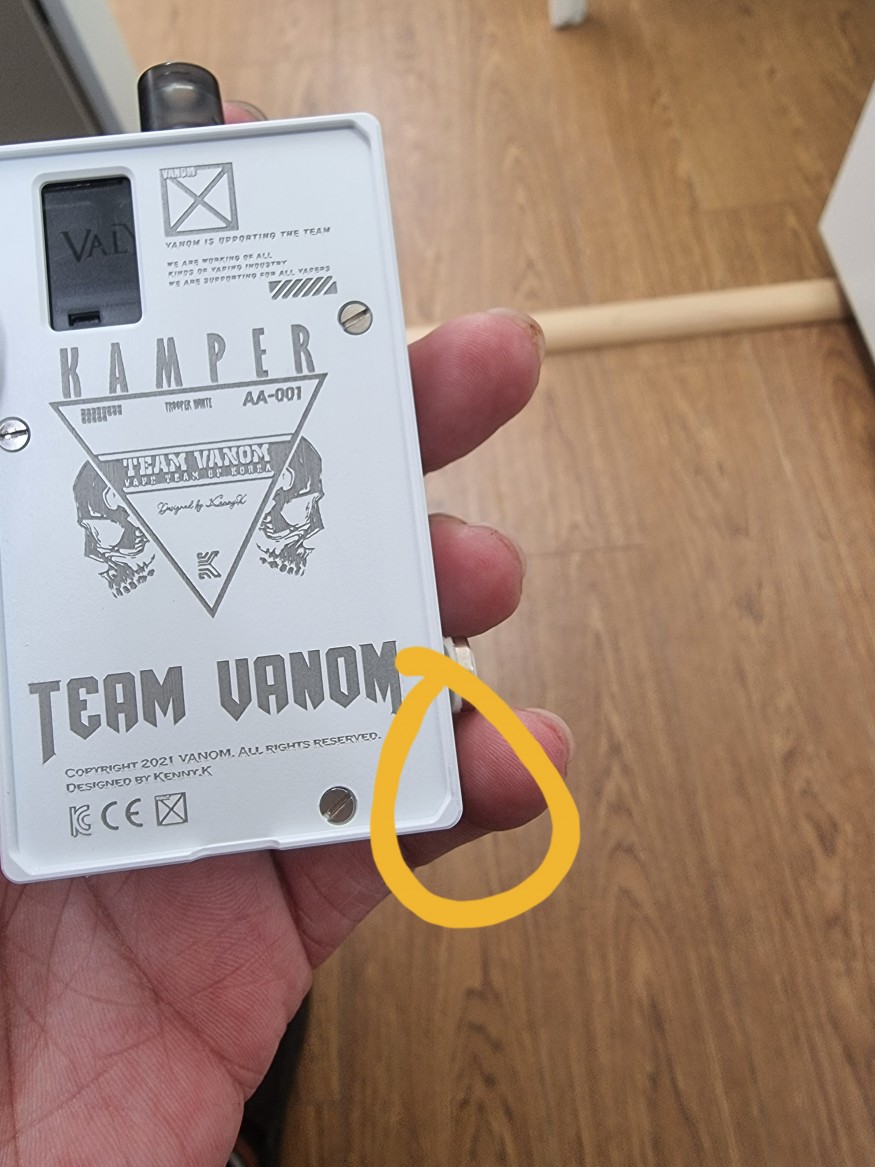 VANOM
VANOM IS UPPORTING THE TEAM
WE ARE WORKING OF ALL
KINDS OF VAPING INDUSTRY
WE ARE SUPPORTING FOR ALL VAPERS
VAL
KAMPER
TROOPER WHITE
AA-001
TEAM VANOM
VAPE TEAM OF KOREA
Designed by KennyK
K
TEAM VANOM
COPYRIGHT 2021 VANOM. ALL RIGHTS RESERVED.
DESIGNED BY KENNY.K
KC CE